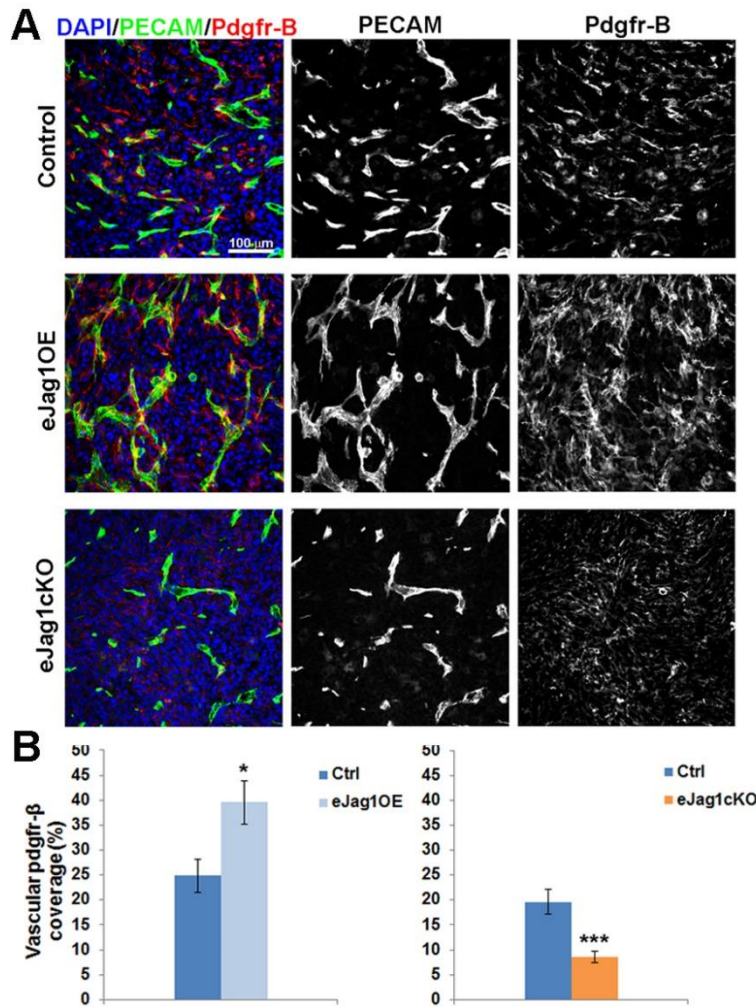 A
DAPI/PECAM/Pdgfr-B
PECAM
Pdgfr-B
Control
100 µm
eJag1OE
eJag1cKO
B
Vascular pdgfr-β
coverage (%)
50
45
40
35
30
25
20
15
10
5
0
*
Ctrl
eJag1OE
50
45
40
35
30
25
20
15
10
5
0
***
Ctrl
eJag1cKO